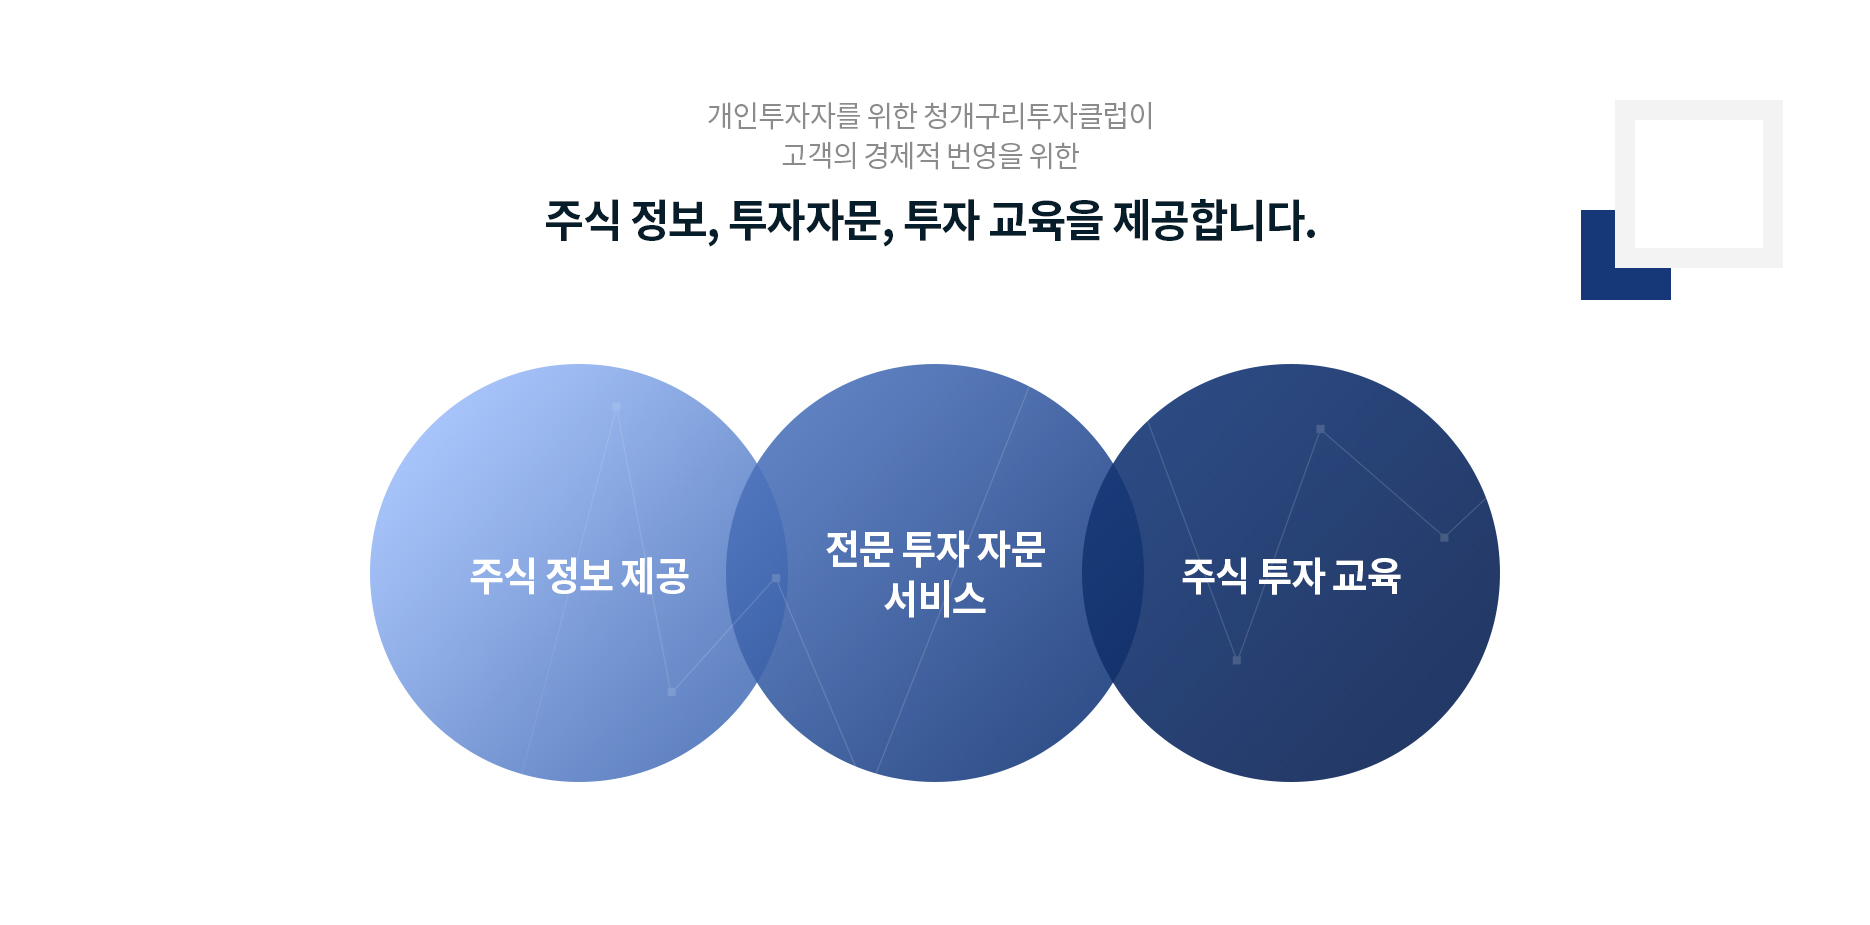 개인투자자를 위한 청개구리투자클럽이
고객의 경제적 번영을 위한
주식 정보, 투자자문, 투자 교육을 제공합니다.
주식 정보 제공
전문 투자 자문
서비스
주식 투자 교육